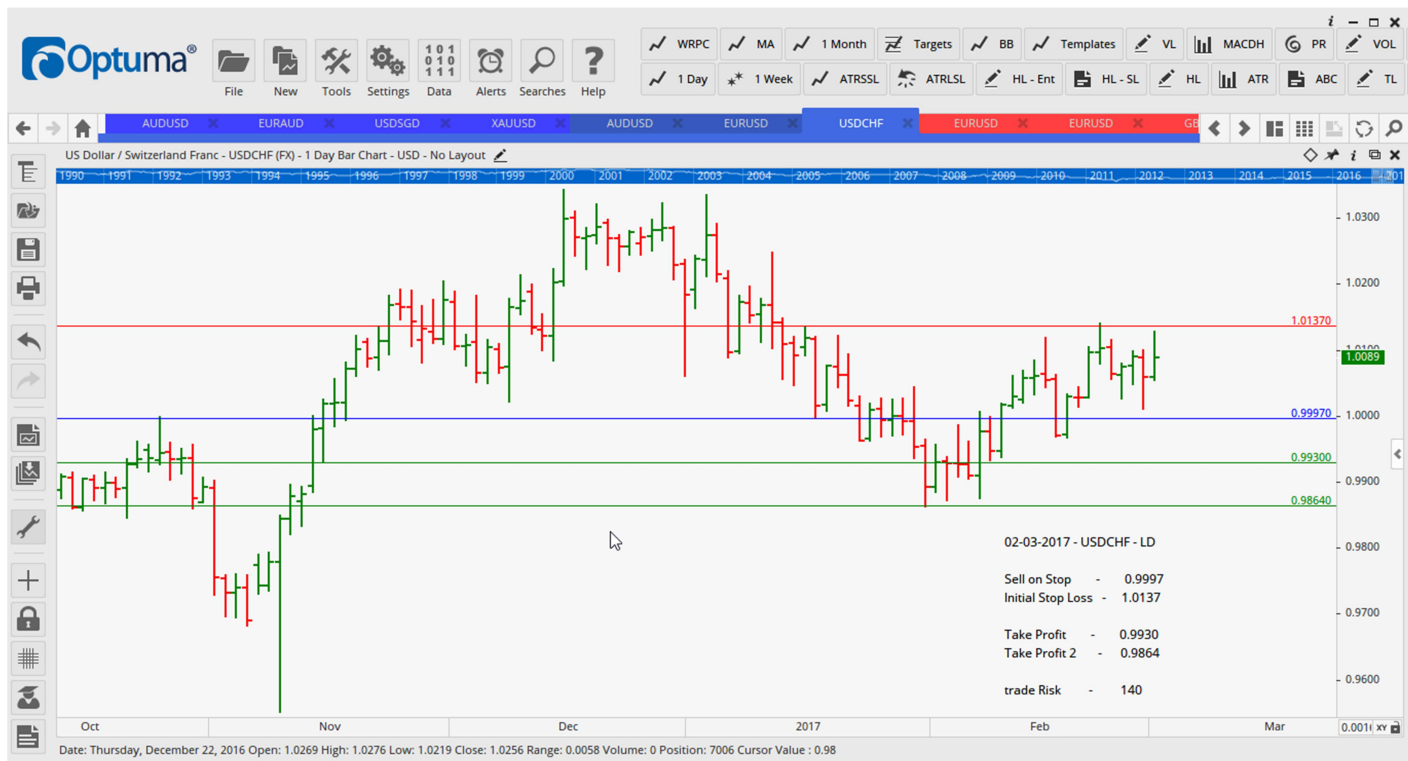 Optuma®
File New Tools Settings Data Alerts Searches Help
WRPC MA 1 Month Targets BB Templates VL MACDH PR VOL
1 Day 1 Week ATRSSL ATRLSL HL - Ent HL - SL HL ATR ABC TL
AUDUSD EURAUD USDSGD XAUUSD AUDUSD EURUSD USDCHF EURUSD EURUSD GB
US Dollar / Switzerland Franc - USDCHF (FX) - 1 Day Bar Chart - USD - No Layout
1990 1991 1992 1993 1994 1995 1996 1997 1998 1999 2000 2001 2002 2003 2004 2005 2006 2007 2008 2009 2010 2011 2012 2013 2014 2015 2016 201
1.0300
1.0200
1.01370
1.0100
1.0089
0.99970
1.0000
0.99300
0.9900
0.98640
02-03-2017 - USDCHF - LD
0.9800
Sell on Stop - 0.9997
Initial Stop Loss - 1.0137
0.9700
Take Profit - 0.9930
Take Profit 2 - 0.9864
0.9600
trade Risk - 140
Oct Nov Dec 2017 Feb Mar
XY
Date: Thursday, December 22, 2016 Open: 1.0269 High: 1.0276 Low: 1.0219 Close: 1.0256 Range: 0.0058 Volume: 0 Position: 7006 Cursor Value : 0.98